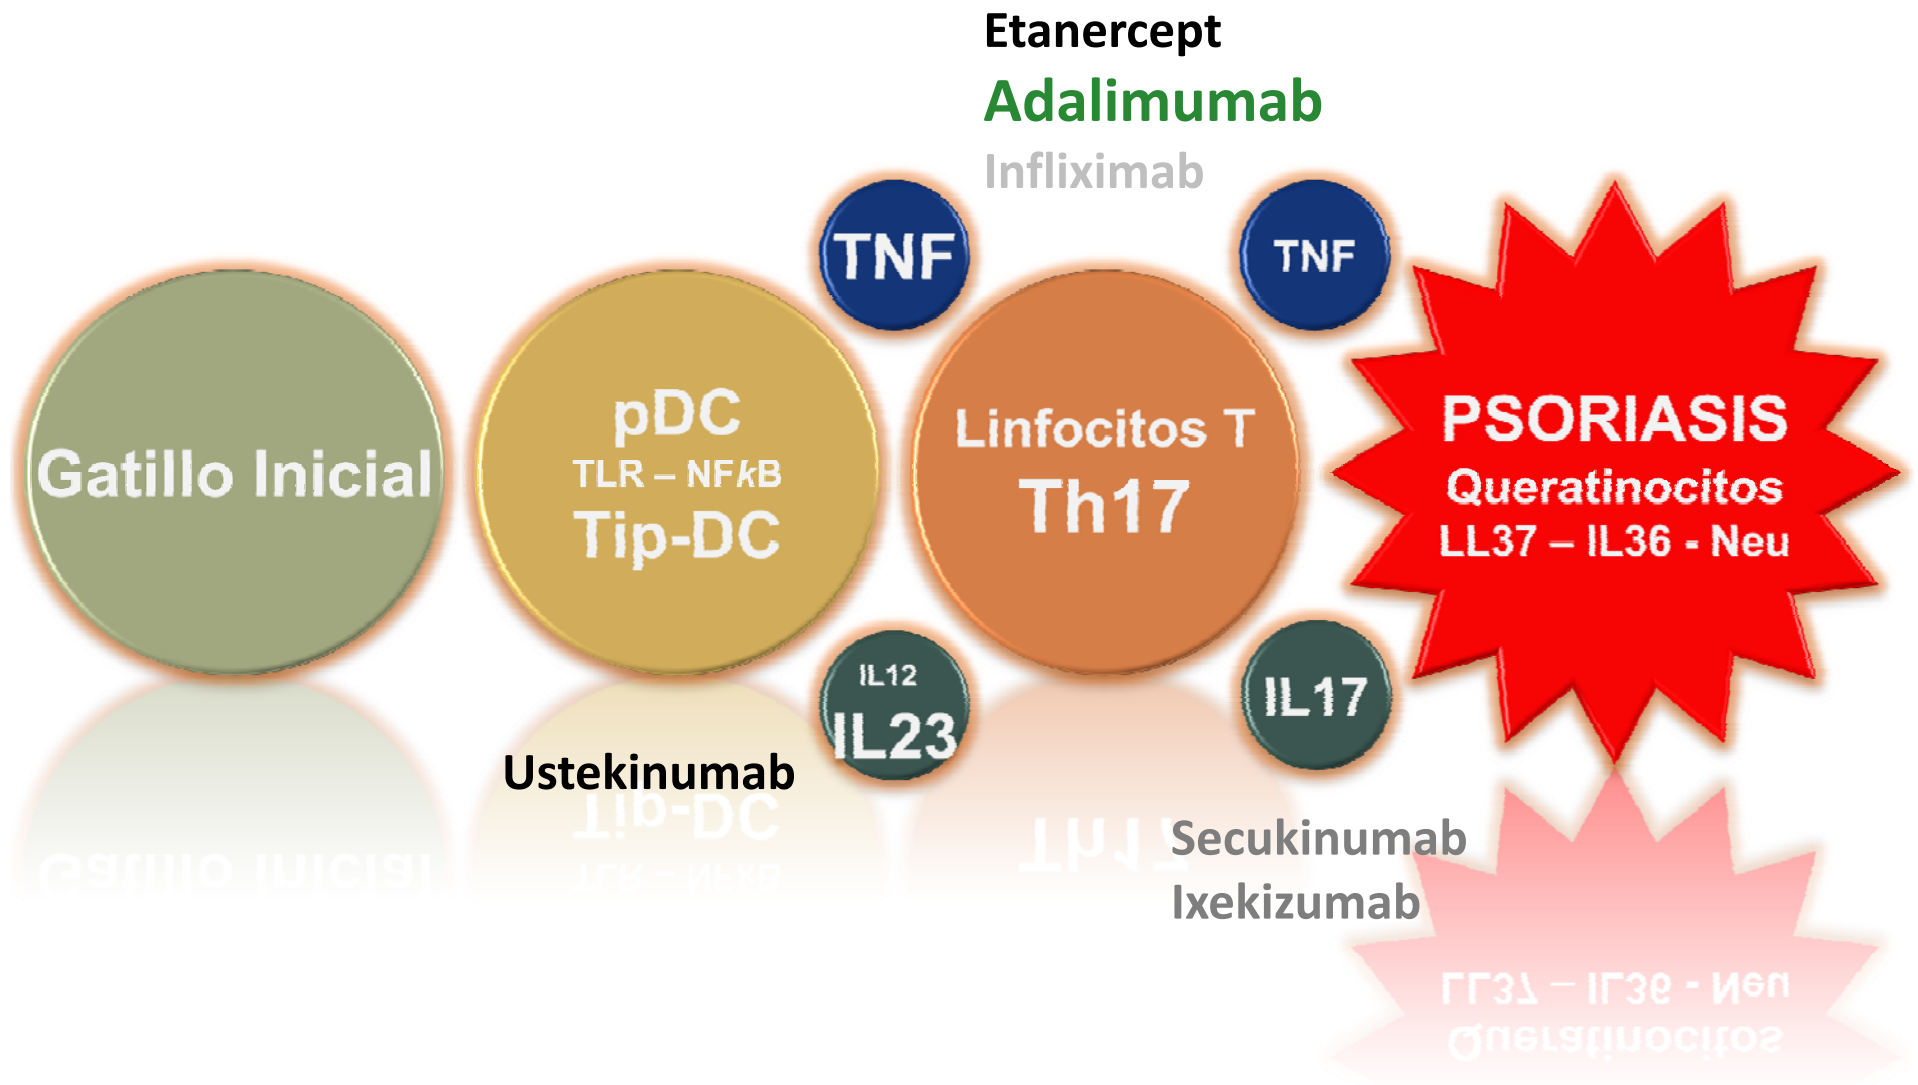 Etanercept
Adalimumab
Infliximab
TNF
TNF
Gatillo Inicial
pDC
TLR – NFkB
Tip-DC
Linfocitos T
Th17
PSORIASIS
Queratinocitos
LL37 – IL36 - Neu
IL12
IL23
IL17
Ustekinumab
Secukinumab
Ixekizumab